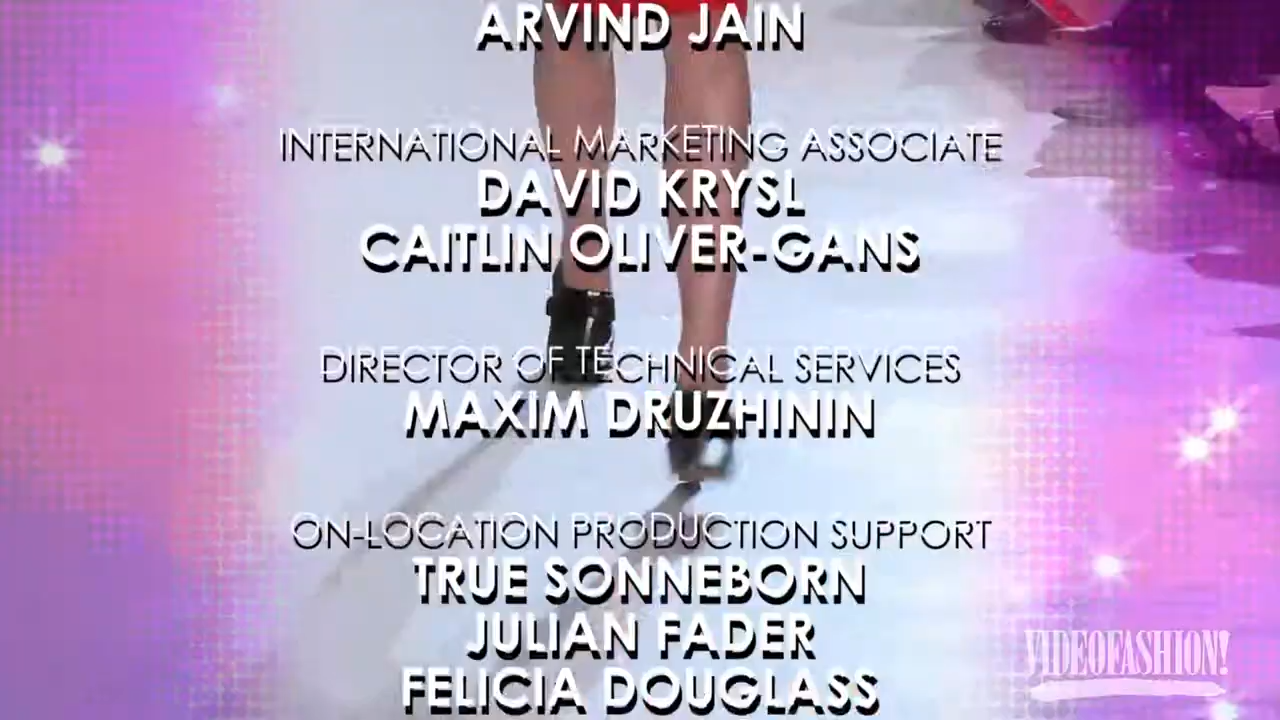 ARVIND JAIN
INTERNATIONAL MARKETING ASSOCIATE
DAVID KRYSL
CAITLIN OLIVER-GANS
DIRECTOR OF TECHNICAL SERVICES
MAXIM DRUZHININ
ON-LOCATION PRODUCTION SUPPORT
TRUE SONNEBORN
JULIAN FADER
FELICIA DOUGLASS
VIDEOFASHION!